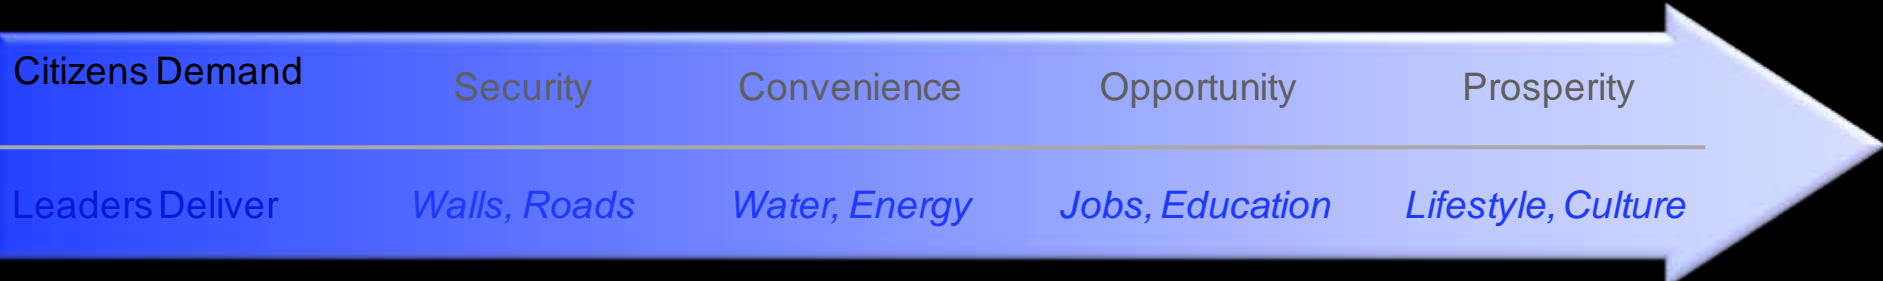 Citizens Demand Security Convenience Opportunity Prosperity
Leaders Deliver Walls, Roads Water, Energy Jobs, Education Lifestyle, Culture